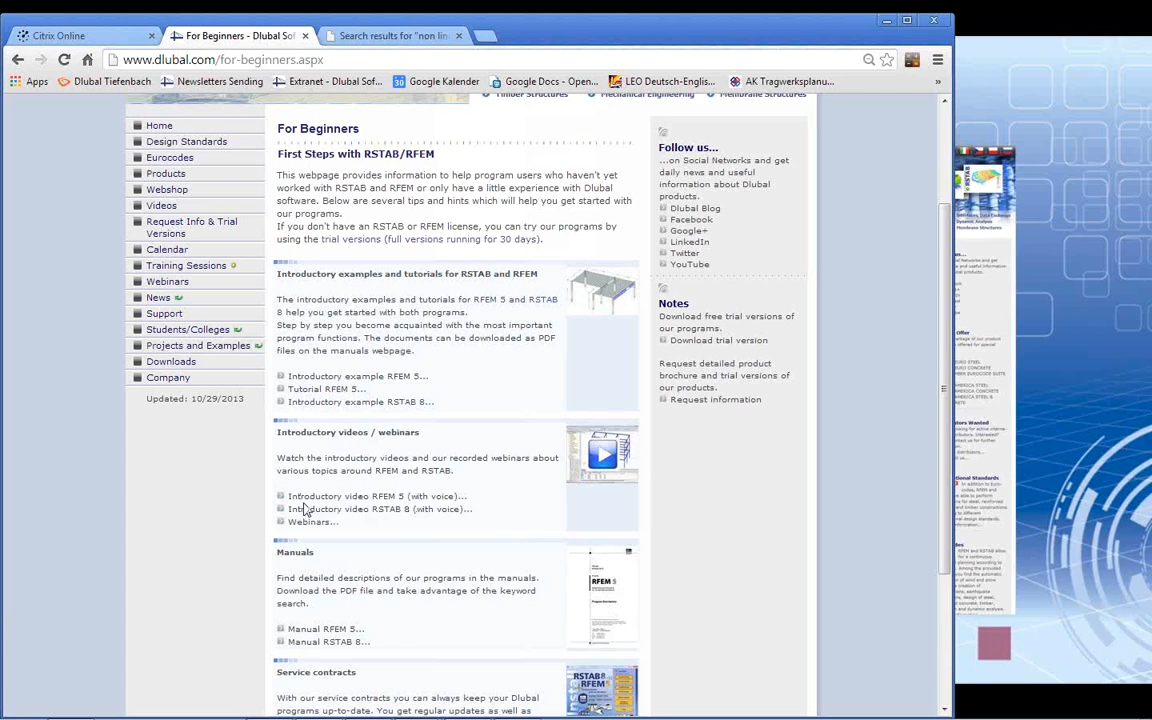 Citrix Online
For Beginners - Dlubal Sof
Search results for "non lin
www.dlubal.com/for-beginners.aspx
Apps
Dlubal Tiefenbach
Newsletters Sending
Extranet - Dlubal Sof...
Google Kalender
Google Docs - Open...
LEO Deutsch-Englis...
AK Tragwerksplanu...
»
Timber Structures
Mechanical Engineering
Membrane Structures
Home
Design Standards
Eurocodes
Products
Webshop
Videos
Request Info & Trial
Versions
Calendar
Training Sessions
Webinars
News
Support
Students/Colleges
Projects and Examples
Downloads
Company
Updated: 10/29/2013
For Beginners
First Steps with RSTAB/RFEM
This webpage provides information to help program users who haven't yet
worked with RSTAB and RFEM or only have a little experience with Dlubal
software. Below are several tips and hints which will help you get started with
our programs.
If you don't have an RSTAB or RFEM license, you can try our programs by
using the trial versions (full versions running for 30 days).
Introductory examples and tutorials for RSTAB and RFEM
The introductory examples and tutorials for RFEM 5 and RSTAB
8 help you get started with both programs.
Step by step you become acquainted with the most important
program functions. The documents can be downloaded as PDF
files on the manuals webpage.
Introductory example RFEM 5...
Tutorial RFEM 5...
Introductory example RSTAB 8...
Introductory videos / webinars
Watch the introductory videos and our recorded webinars about
various topics around RFEM and RSTAB.
Introductory video RFEM 5 (with voice)...
Introductory video RSTAB 8 (with voice)...
Webinars...
Manuals
Find detailed descriptions of our programs in the manuals.
Download the PDF file and take advantage of the keyword
search.
RFEM 5
Manual RFEM 5...
Manual RSTAB 8...
Service contracts
With our service contracts you can always keep your Dlubal
programs up-to-date. You get regular updates as well as
RSTAB8
RFEM5
Follow us...
...on Social Networks and get
daily news and useful
information about Dlubal
products.
Dlubal Blog
Facebook
Google+
LinkedIn
Twitter
YouTube
Notes
Download free trial versions of
our programs.
Download trial version
Request detailed product
brochure and trial versions of
our products.
Request information
Dynamic Analysis
Membrane Structures